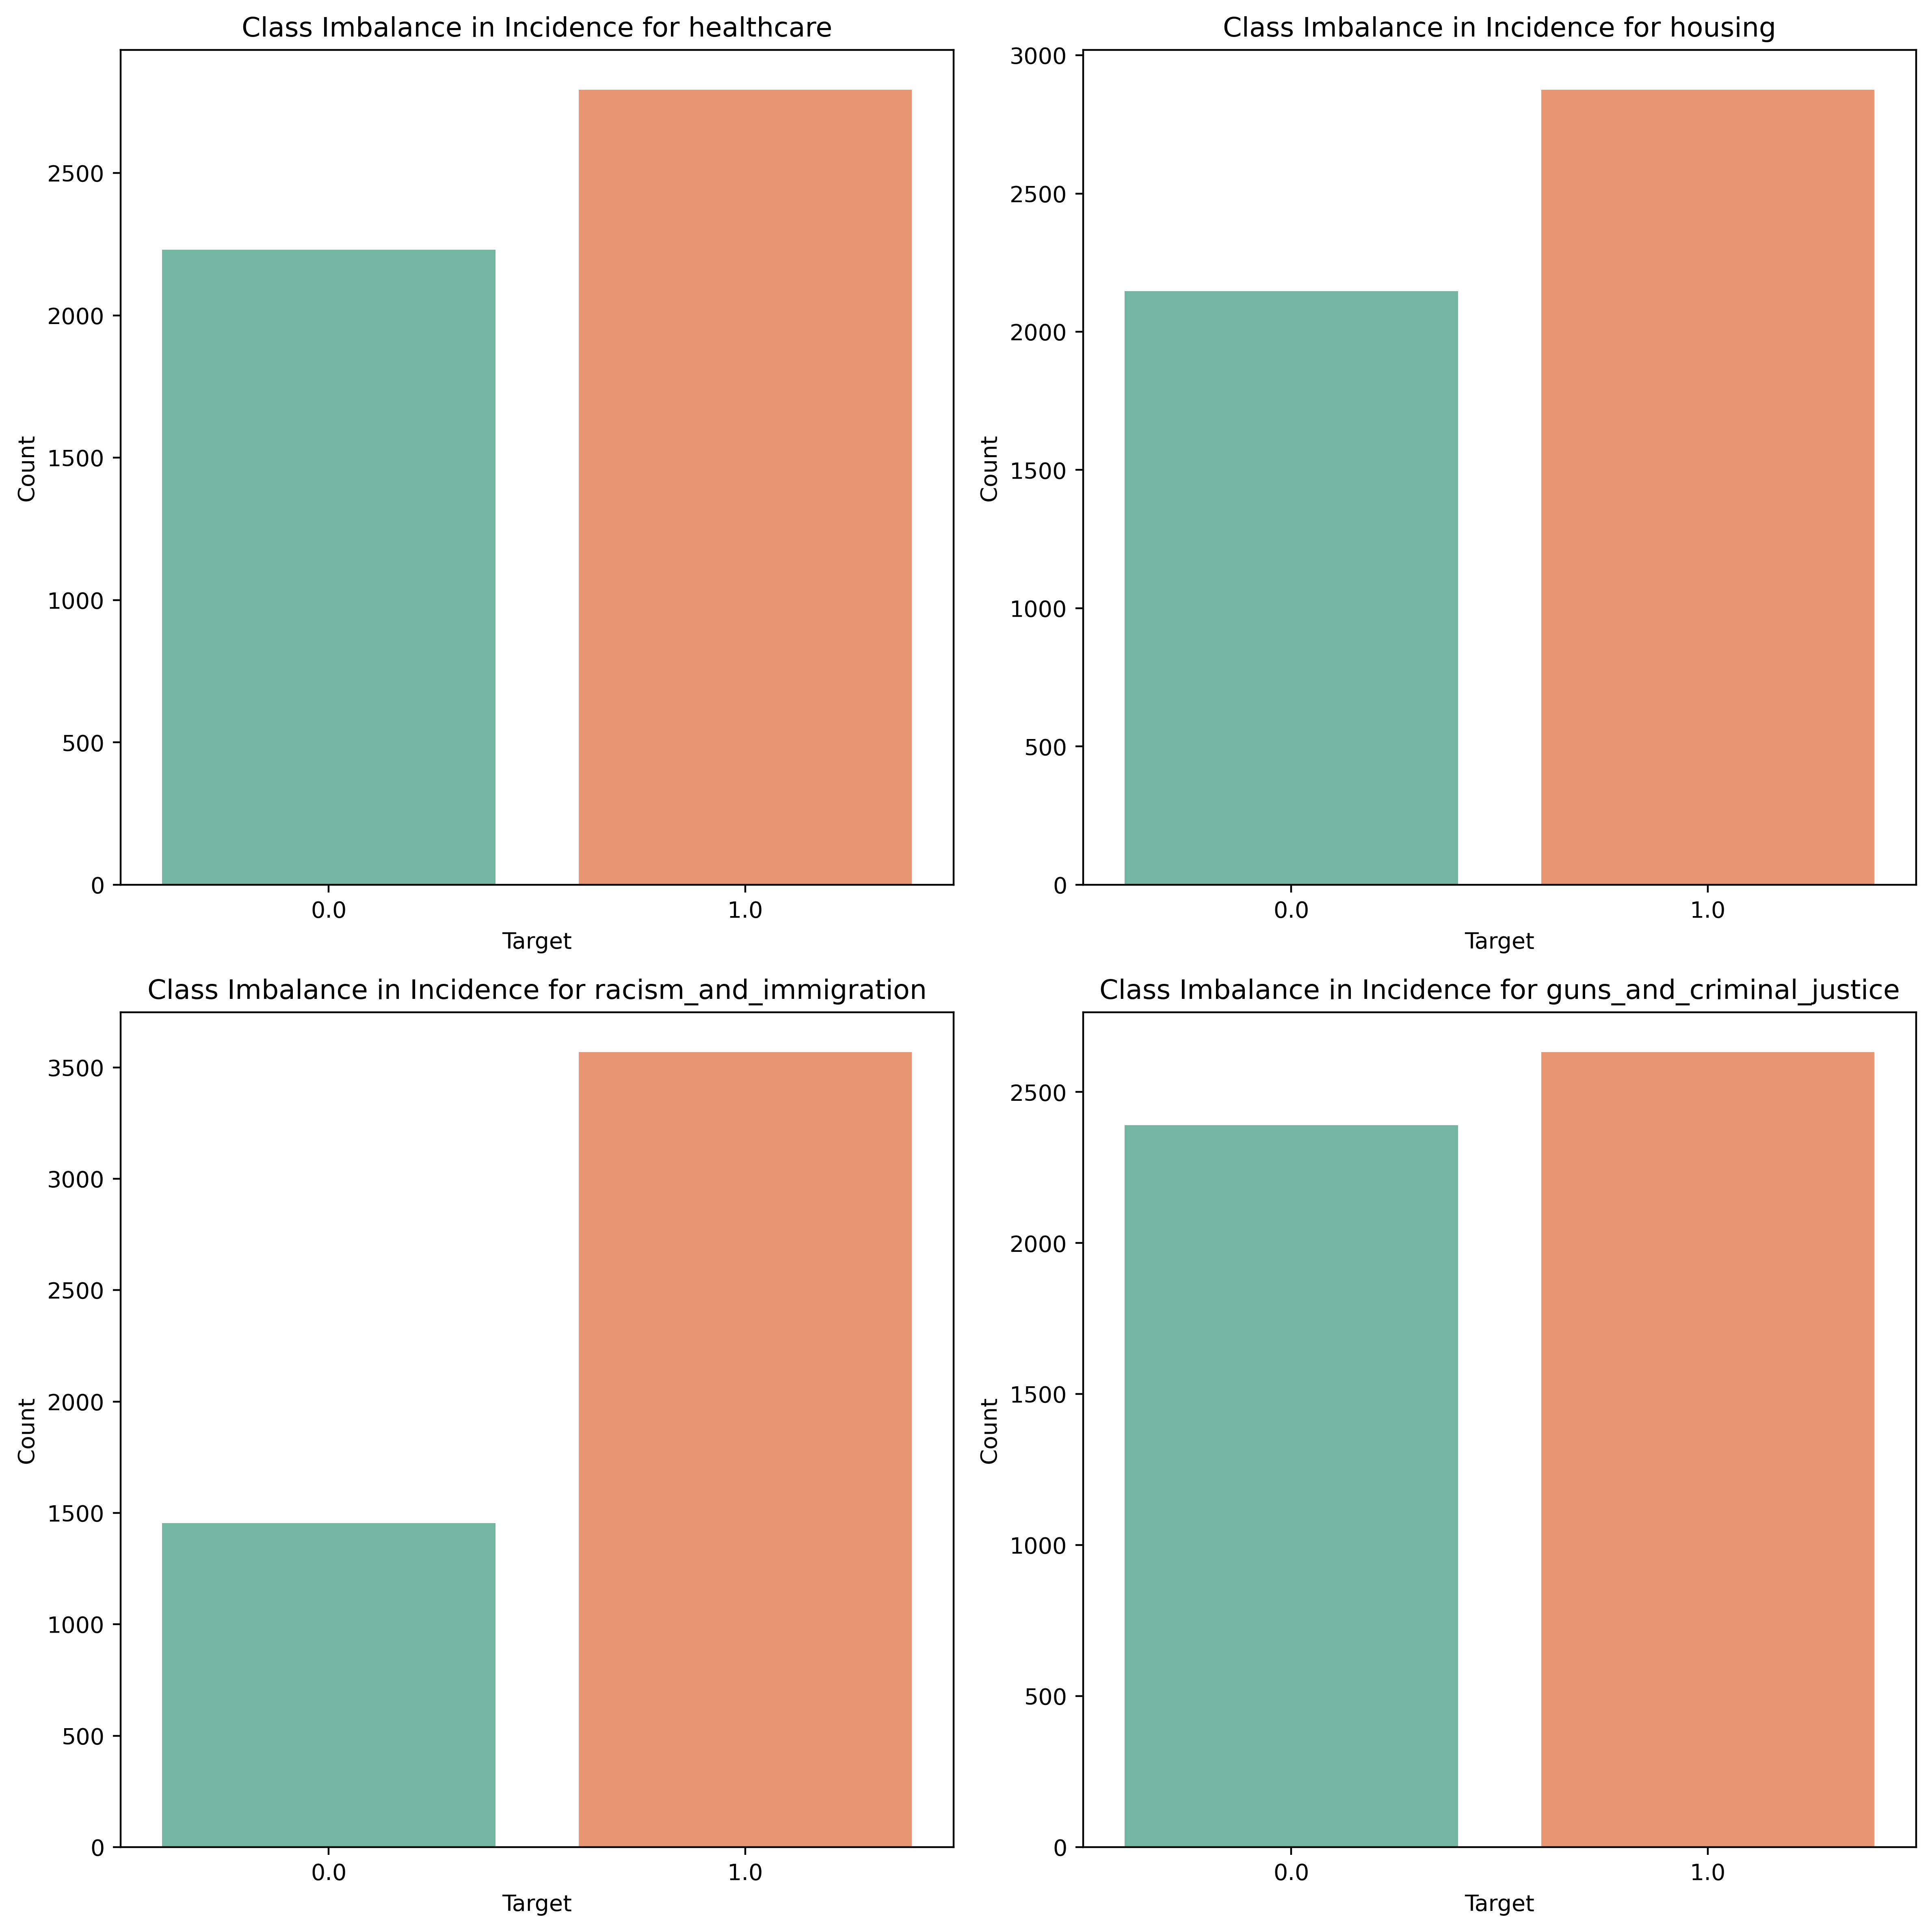 Class Imbalance in Incidence for healthcare
Count
2500
2000
1500
1000
500
0
0.0 1.0
Target
Class Imbalance in Incidence for housing
Count
3000
2500
2000
1500
1000
500
0
0.0 1.0
Target
Class Imbalance in Incidence for racism_and_immigration
Count
3500
3000
2500
2000
1500
1000
500
0
0.0 1.0
Target
Class Imbalance in Incidence for guns_and_criminal_justice
Count
2500
2000
1500
1000
500
0
0.0 1.0
Target